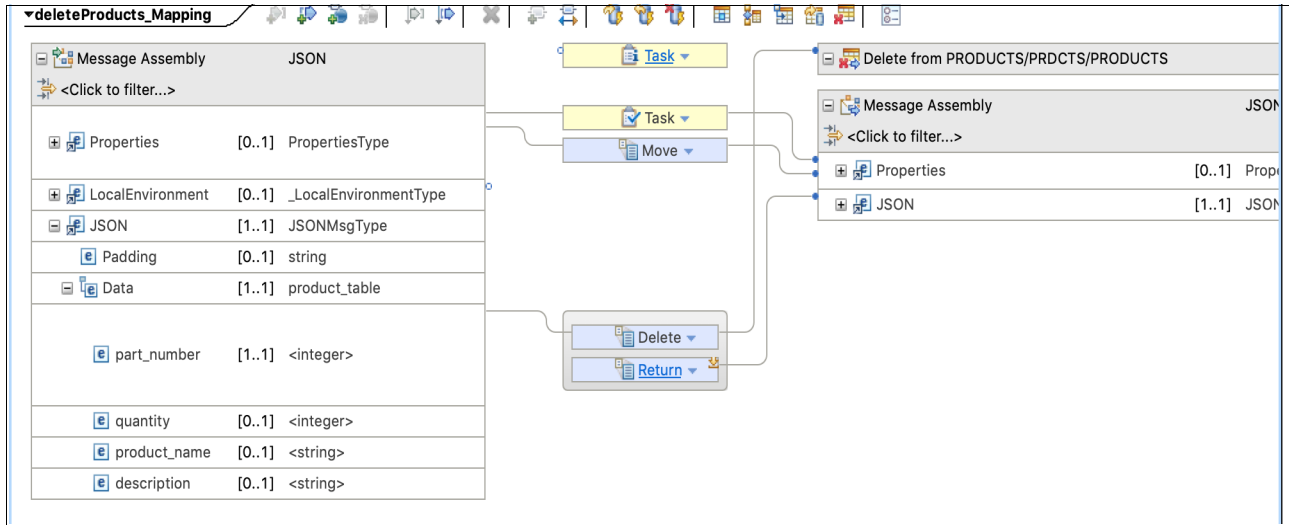 deleteProducts_Mapping
Message Assembly JSON
<Click to filter...>
Properties [0..1] PropertiesType
LocalEnvironment [0..1] _LocalEnvironmentType
JSON [1..1] JSONMsgType
Padding [0..1] string
Data [1..1] product_table
part_number [1..1] <integer>
quantity [0..1] <integer>
product_name [0..1] <string>
description [0..1] <string>
Task
Task
Move
Delete
Return
Delete from PRODUCTS/PRDCTS/PRODUCTS
Message Assembly JSON
<Click to filter...>
Properties [0..1] Prope
JSON [1..1] JSON